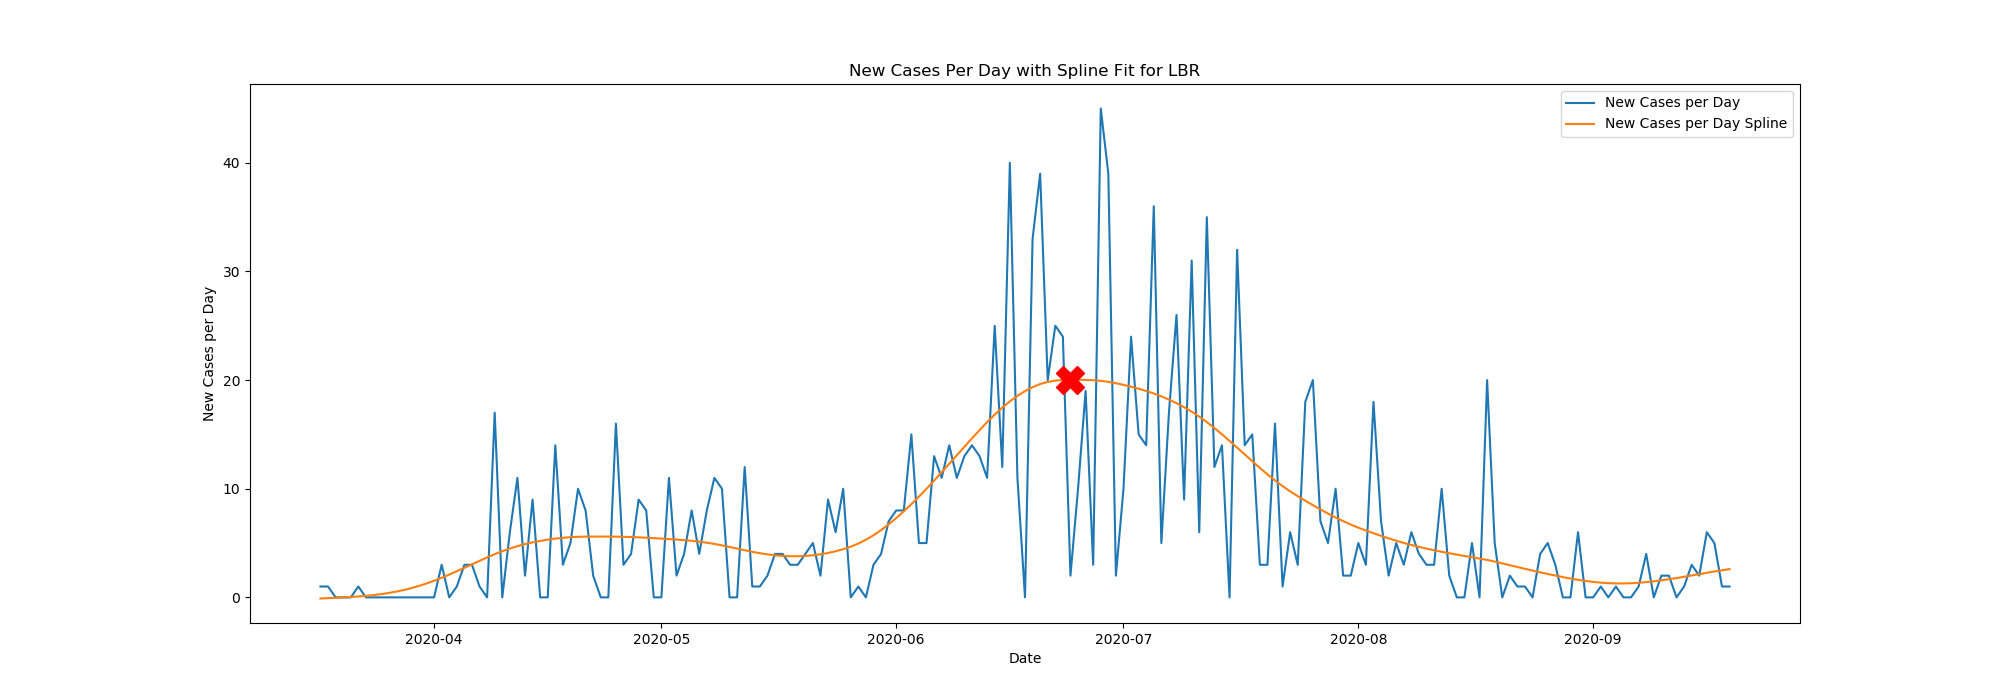 New Cases Per Day with Spline Fit for LBR
New Cases per Day
New Cases per Day Spline
40
30
20
10
0
New Cases per Day
2020-04 2020-05 2020-06 2020-07 2020-08 2020-09
Date